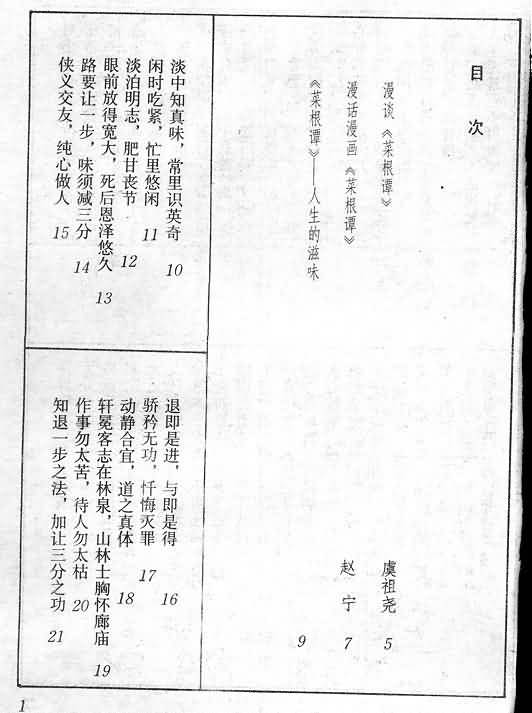 目次
漫谈《菜根谭》 虞祖尧 5
漫话漫画《菜根谭》 赵宁 7
《菜根谭》——人生的滋味 9
淡中知真味，常里识英奇 10
闲时吃紧，忙里悠闲 11
淡泊明志，肥甘丧节 12
眼前放得宽大，死后恩泽悠久 13
路要让一步，味须减三分 14
侠义交友，纯心做人 15
退即是进，与即是得 16
骄矜无功，忏悔灭罪 17
动静合宜，道之真体 18
轩冕客志在林泉，山林士胸怀廊庙 19
作事勿太苦，待人勿太枯 20
知退一步之法，加让三分之功 21
1